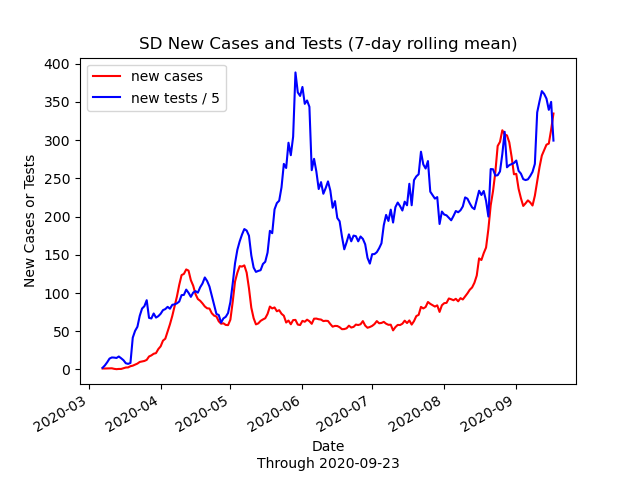 SD New Cases and Tests (7-day rolling mean)
new cases
new tests / 5
New Cases or Tests
400
350
300
250
200
150
100
50
0
2020-03
2020-04
2020-05
2020-06
2020-07
2020-08
2020-09
Date
Through 2020-09-23